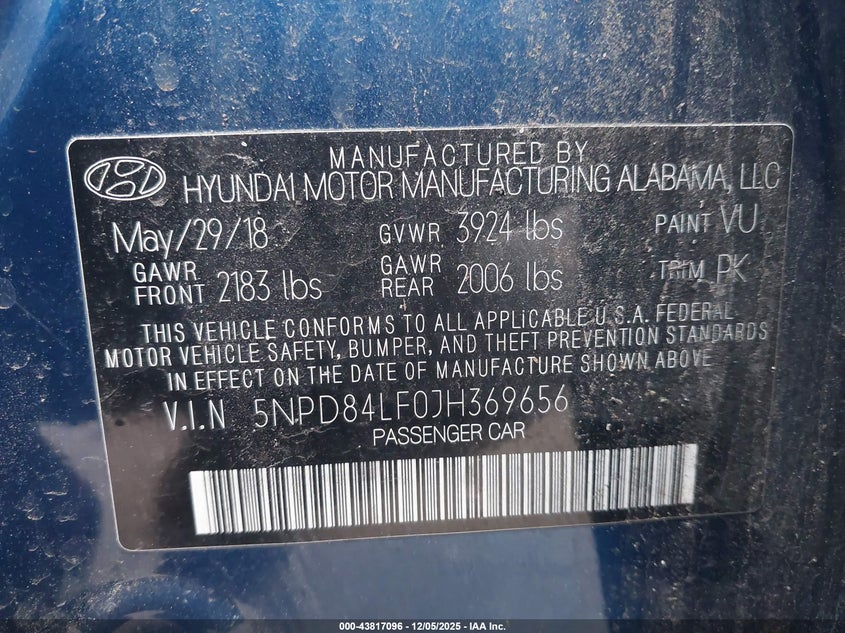 MANUFACTURED BY
HYUNDAI MOTOR MANUFACTURING ALABAMA, LLC
May/29/18 GVWR 3924 lbs PAINT VU
GAWR FRONT 2183 lbs GAWR REAR 2006 lbs TRIM PK
THIS VEHICLE CONFORMS TO ALL APPLICABLE U.S.A. FEDERAL
MOTOR VEHICLE SAFETY, BUMPER, AND THEFT PREVENTION STANDARDS
IN EFFECT ON THE DATE OF MANUFACTURE SHOWN ABOVE
V.I.N 5NPD84LF0JH369656
PASSENGER CAR
000-43817096 - 12/05/2025 - IAA Inc.